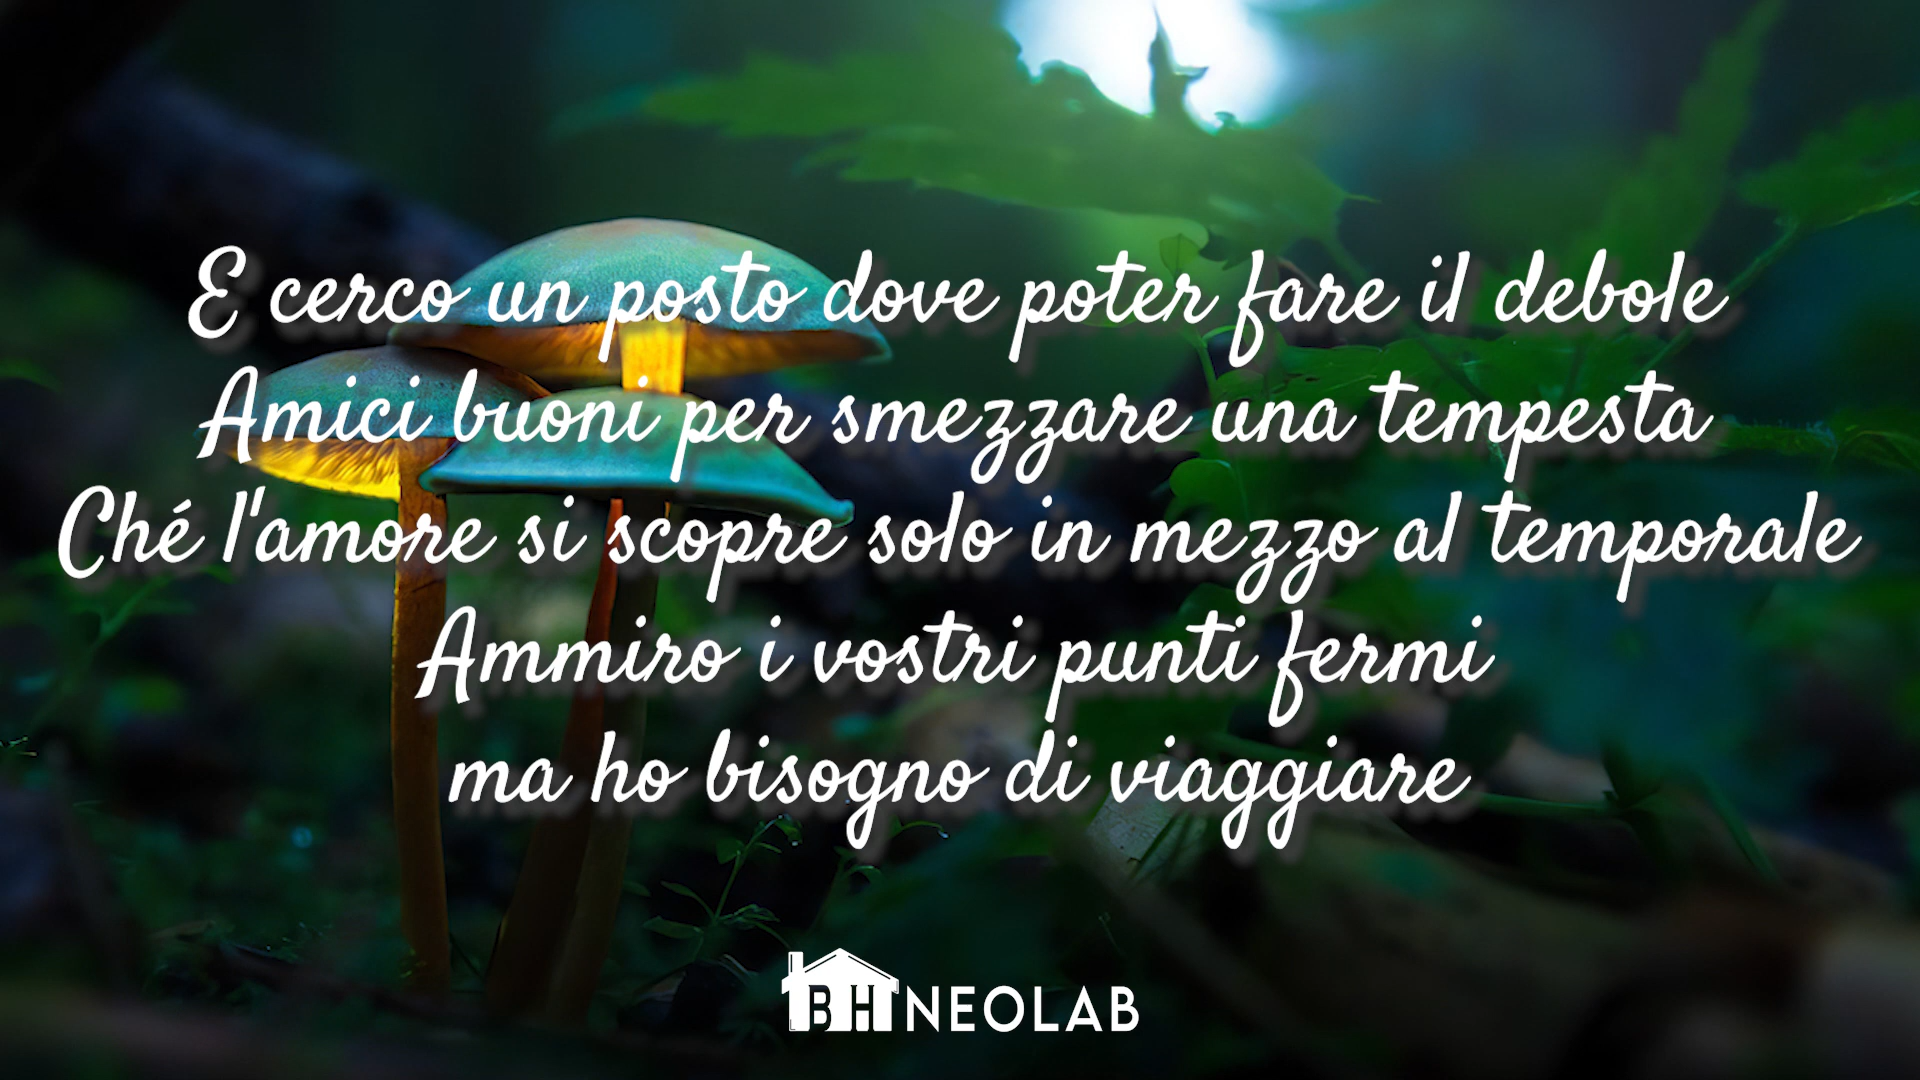 E cerco un posto dove poter fare il debole
Amici buoni per smezzare una tempesta
Ché l'amore si scopre solo in mezzo al temporale
Ammiro i vostri punti fermi
ma ho bisogno di viaggiare
BH NEOLAB